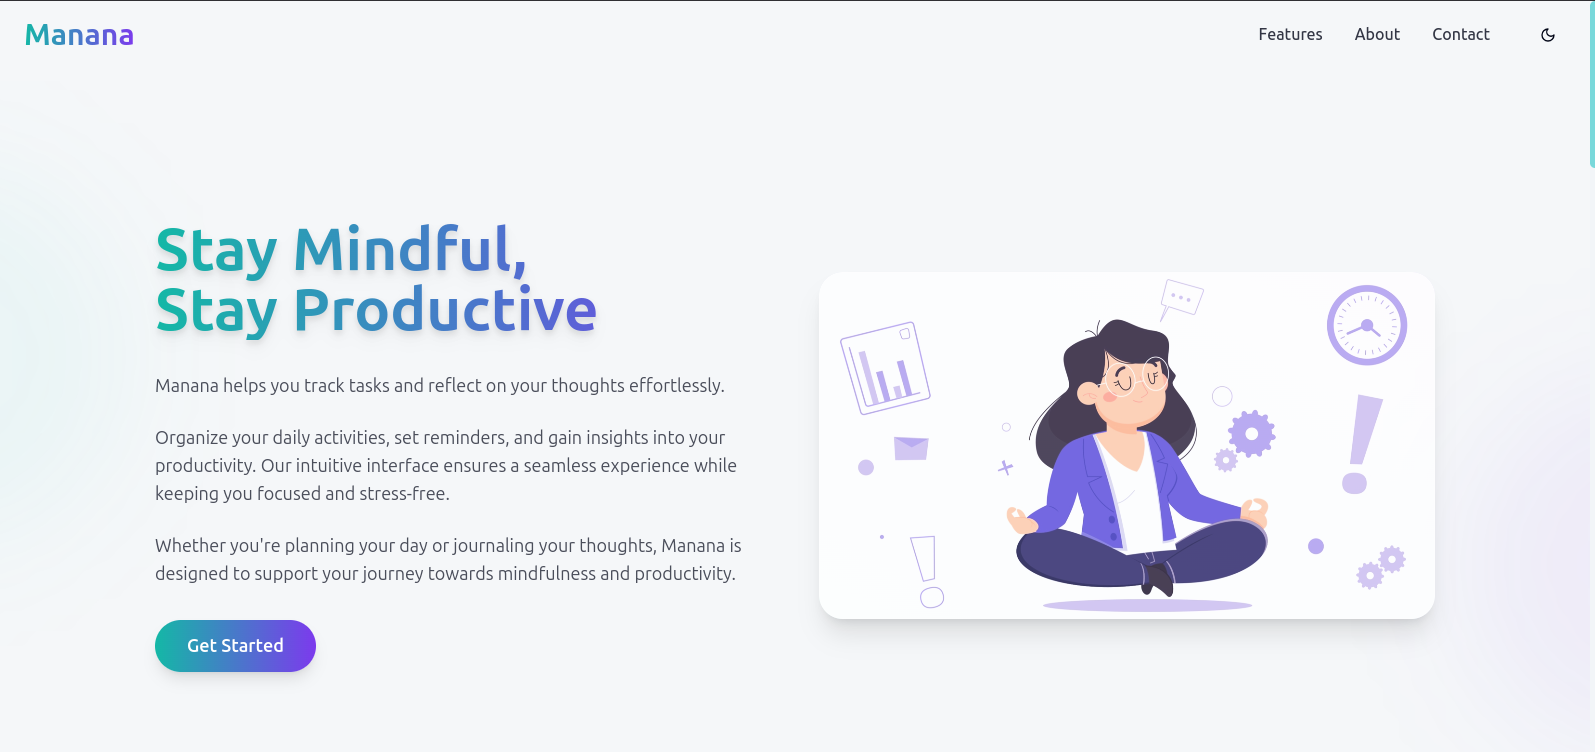 Manana
Features
About
Contact
Stay Mindful,
Stay Productive
Manana helps you track tasks and reflect on your thoughts effortlessly.
Organize your daily activities, set reminders, and gain insights into your
productivity. Our intuitive interface ensures a seamless experience while
keeping you focused and stress-free.
Whether you're planning your day or journaling your thoughts, Manana is
designed to support your journey towards mindfulness and productivity.
Get Started